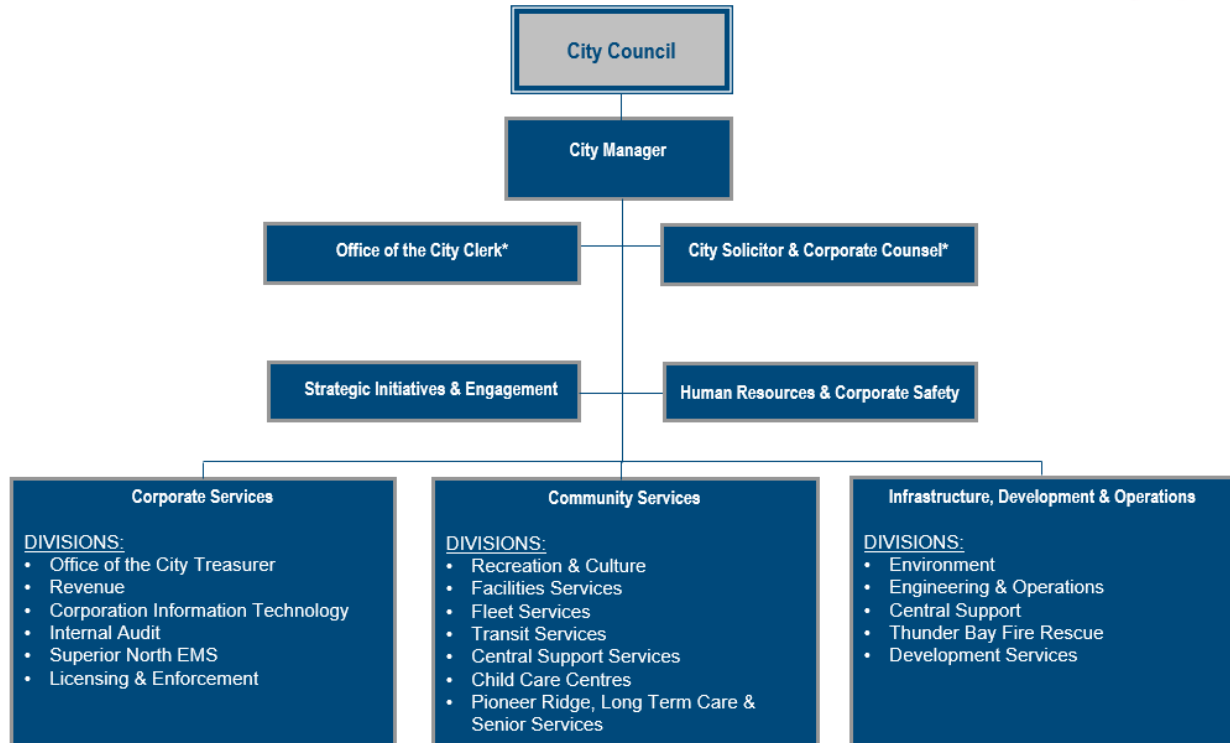 City Council
City Manager
Office of the City Clerk*
City Solicitor & Corporate Counsel*
Strategic Initiatives & Engagement
Human Resources & Corporate Safety
Corporate Services
DIVISIONS:
• Office of the City Treasurer
• Revenue
• Corporation Information Technology
• Internal Audit
• Superior North EMS
• Licensing & Enforcement
Community Services
DIVISIONS:
• Recreation & Culture
• Facilities Services
• Fleet Services
• Transit Services
• Central Support Services
• Child Care Centres
• Pioneer Ridge, Long Term Care &
Senior Services
Infrastructure, Development & Operations
DIVISIONS:
• Environment
• Engineering & Operations
• Central Support
• Thunder Bay Fire Rescue
• Development Services